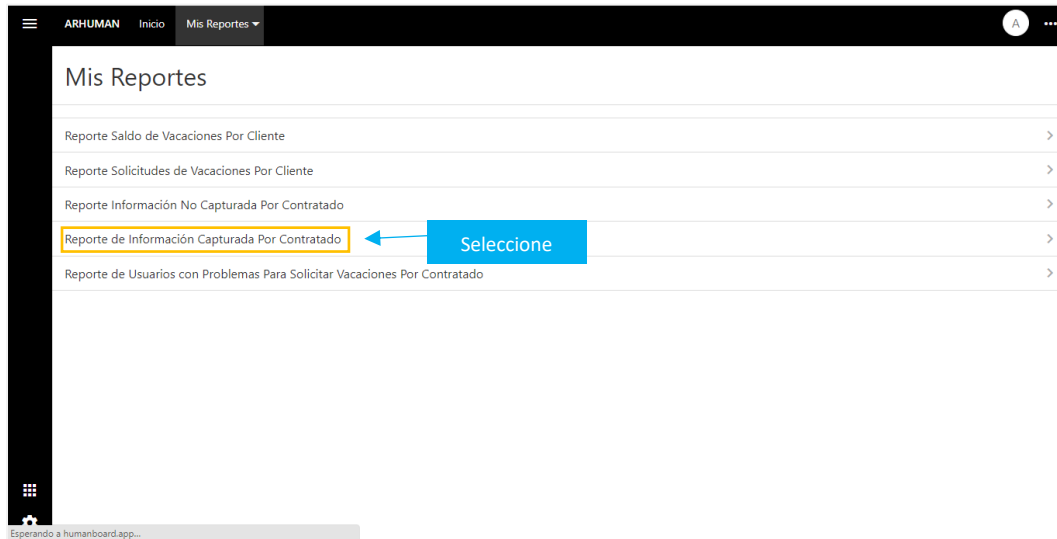 ARHUMAN Inicio Mis Reportes
A
Mis Reportes
Reporte Saldo de Vacaciones Por Cliente
Reporte Solicitudes de Vacaciones Por Cliente
Reporte Información No Capturada Por Contratado
Reporte de Información Capturada Por Contratado
Seleccione
Reporte de Usuarios con Problemas Para Solicitar Vacaciones Por Contratado
Esperando a humanboard.app...